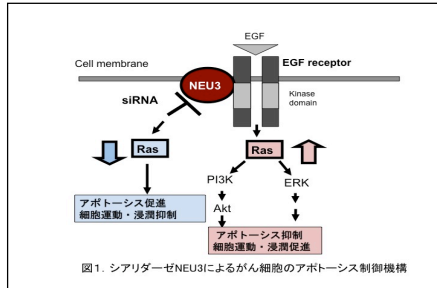 EGF
Cell membrane
EGF receptor
NEU3
Kinase
domain
siRNA
Ras
Ras
PI3K
ERK
Akt
アポトーシス促進
細胞運動・浸潤抑制
アポトーシス抑制
細胞運動・浸潤促進
図1. シアリダーゼNEU3によるがん細胞のアポトーシス制御機構